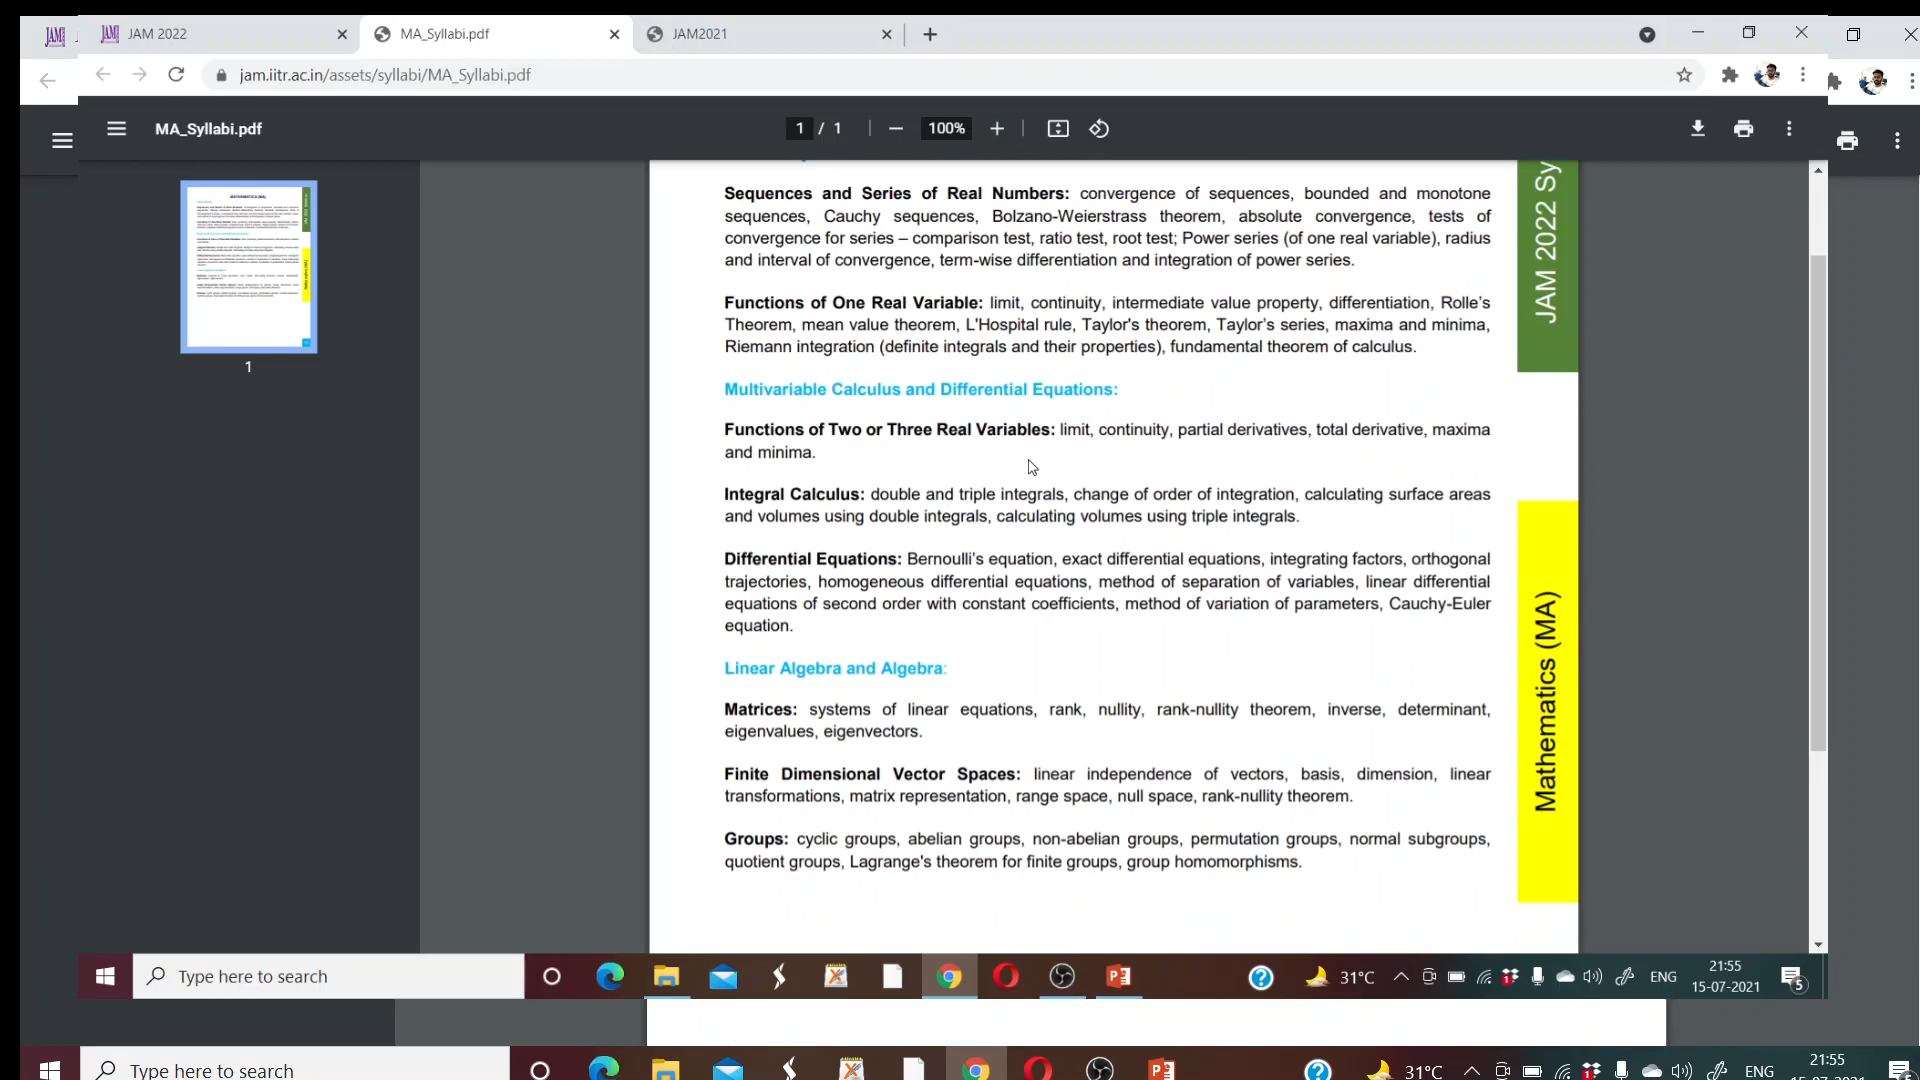 JAM 2022
MA_Syllabi.pdf
JAM2021
jam.iitr.ac.in/assets/syllabi/MA_Syllabi.pdf
MA_Syllabi.pdf
1 / 1
100%
1
Sequences and Series of Real Numbers: convergence of sequences, bounded and monotone
sequences, Cauchy sequences, Bolzano-Weierstrass theorem, absolute convergence, tests of
convergence for series – comparison test, ratio test, root test; Power series (of one real variable), radius
and interval of convergence, term-wise differentiation and integration of power series.
Functions of One Real Variable: limit, continuity, intermediate value property, differentiation, Rolle's
Theorem, mean value theorem, L'Hospital rule, Taylor's theorem, Taylor's series, maxima and minima,
Riemann integration (definite integrals and their properties), fundamental theorem of calculus.
Multivariable Calculus and Differential Equations:
Functions of Two or Three Real Variables: limit, continuity, partial derivatives, total derivative, maxima
and minima.
Integral Calculus: double and triple integrals, change of order of integration, calculating surface areas
and volumes using double integrals, calculating volumes using triple integrals.
Differential Equations: Bernoulli's equation, exact differential equations, integrating factors, orthogonal
trajectories, homogeneous differential equations, method of separation of variables, linear differential
equations of second order with constant coefficients, method of variation of parameters, Cauchy-Euler
equation.
Linear Algebra and Algebra:
Matrices: systems of linear equations, rank, nullity, rank-nullity theorem, inverse, determinant,
eigenvalues, eigenvectors.
Finite Dimensional Vector Spaces: linear independence of vectors, basis, dimension, linear
transformations, matrix representation, range space, null space, rank-nullity theorem.
Groups: cyclic groups, abelian groups, non-abelian groups, permutation groups, normal subgroups,
quotient groups, Lagrange's theorem for finite groups, group homomorphisms.
JAM 2022 Sy
Mathematics (MA)
Type here to search
31°C
ENG
21:55
15-07-2021
5
Type here to search
31°C
ENG
21:55